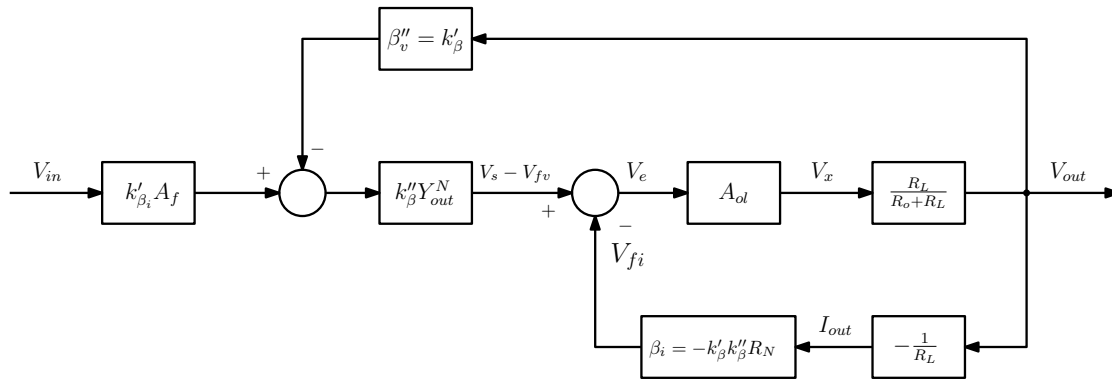 β''_v = k'_β
V_in
k'_{β_i} A_f
+
−
k''_β Y^N_out
V_s − V_fv
+
−
V_fi
V_e
A_ol
V_x
R_L / (R_o + R_L)
V_out
β_i = −k'_β k''_β R_N
I_out
−1/R_L